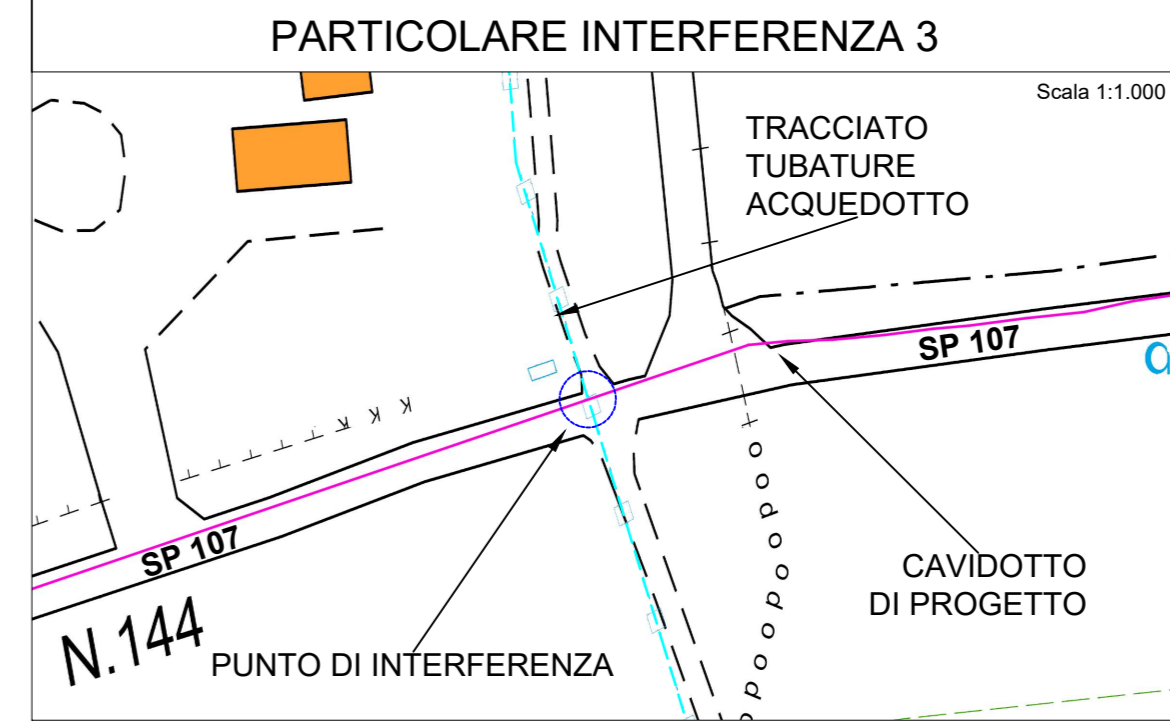 PARTICOLARE INTERFERENZA 3
Scala 1:1.000
TRACCIATO
TUBATURE
ACQUEDOTTO
SP 107
SP 107
CAVIDOTTO
DI PROGETTO
N.144
PUNTO DI INTERFERENZA